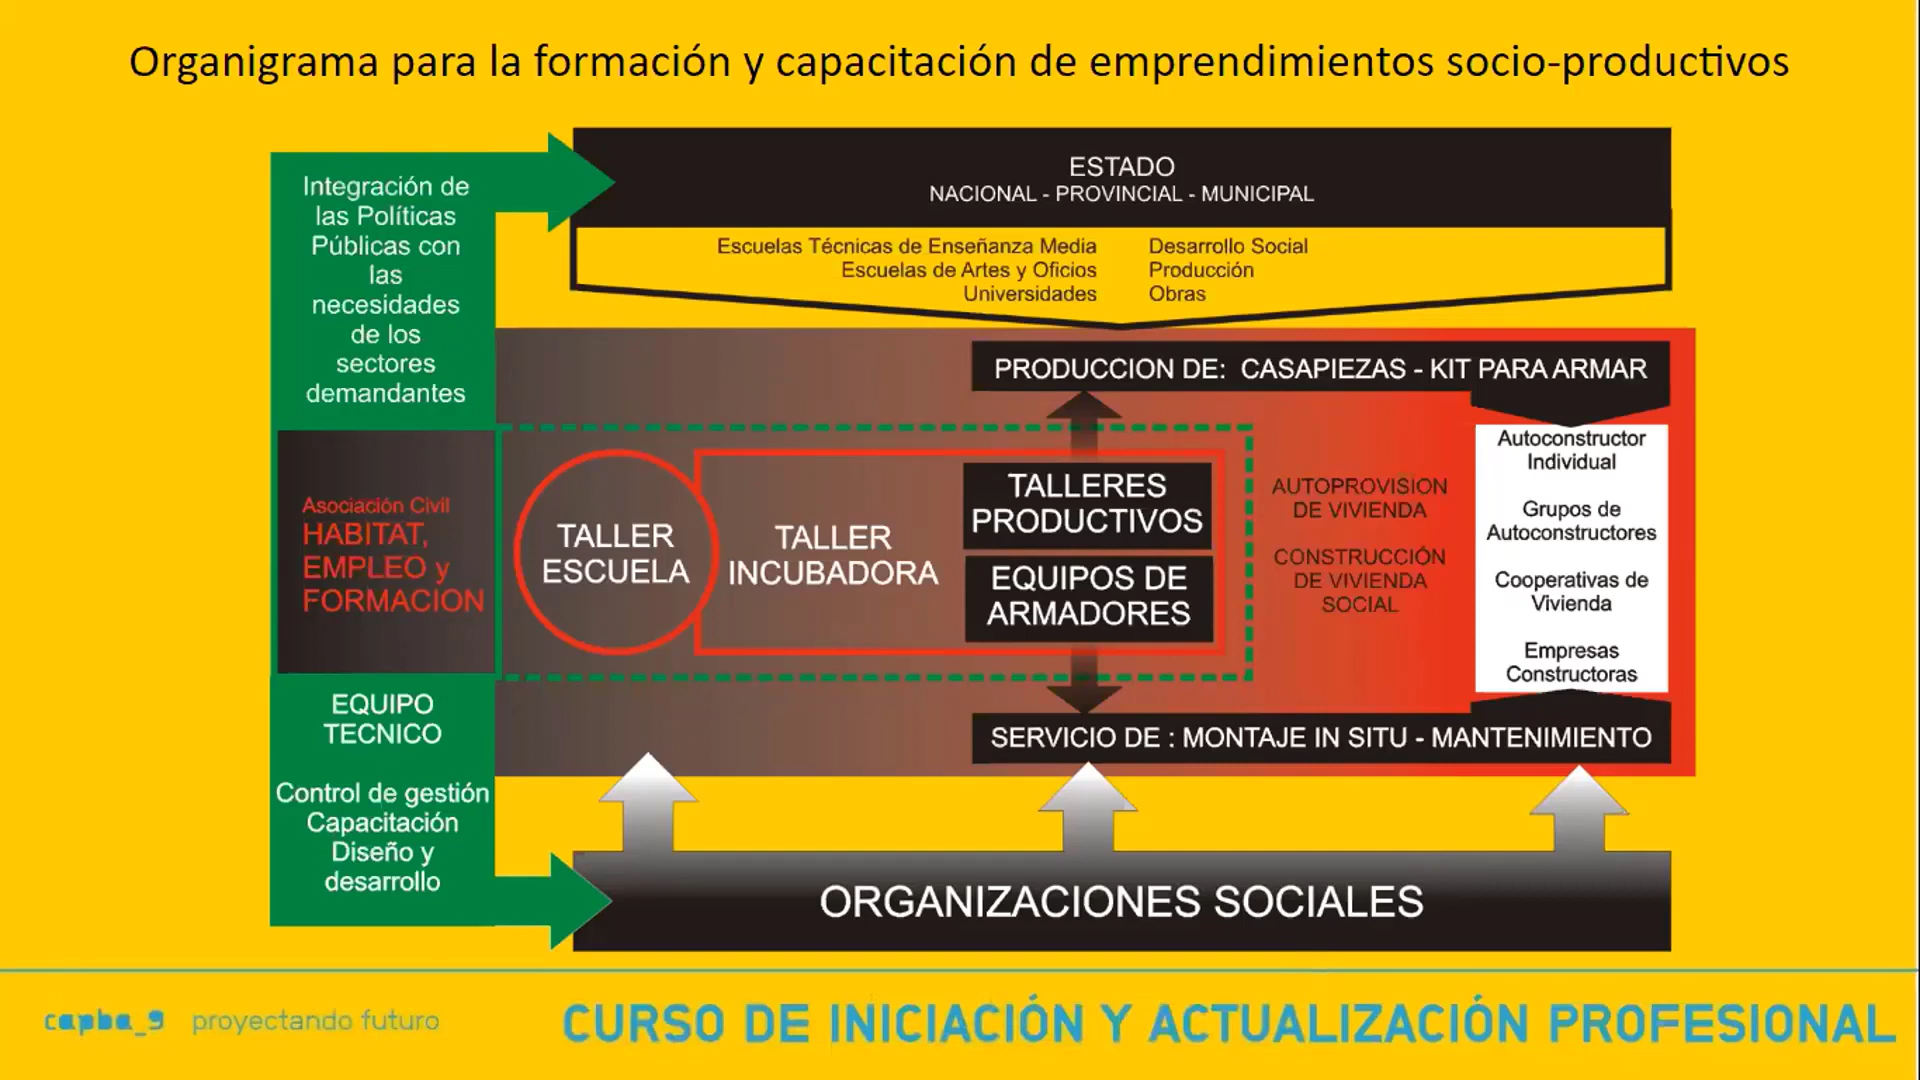 Organigrama para la formación y capacitación de emprendimientos socio-productivos
Integración de
las Políticas
Públicas con
las
necesidades
de los
sectores
demandantes
ESTADO
NACIONAL - PROVINCIAL - MUNICIPAL
Escuelas Técnicas de Enseñanza Media
Escuelas de Artes y Oficios
Universidades
Desarrollo Social
Producción
Obras
PRODUCCION DE: CASAPIEZAS - KIT PARA ARMAR
Asociación Civil
HABITAT,
EMPLEO y
FORMACION
TALLER
ESCUELA
TALLER
INCUBADORA
TALLERES
PRODUCTIVOS
EQUIPOS DE
ARMADORES
AUTOPROVISION
DE VIVIENDA
CONSTRUCCIÓN
DE VIVIENDA
SOCIAL
Autoconstructor
Individual
Grupos de
Autoconstructores
Cooperativas de
Vivienda
Empresas
Constructoras
SERVICIO DE : MONTAJE IN SITU - MANTENIMIENTO
EQUIPO
TECNICO
Control de gestión
Capacitación
Diseño y
desarrollo
ORGANIZACIONES SOCIALES
capba_9 proyectando futuro
CURSO DE INICIACIÓN Y ACTUALIZACIÓN PROFESIONAL